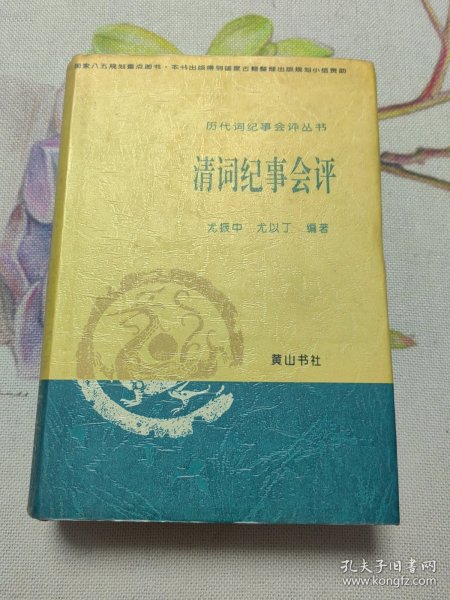 国家八五规划重点图书·本书出版得到国家古籍整理出版规划小组资助
历代词纪事会评丛书
清词纪事会评
尤振中 尤以丁 编著
黄山书社
孔夫子旧书网
www.kongfz.com